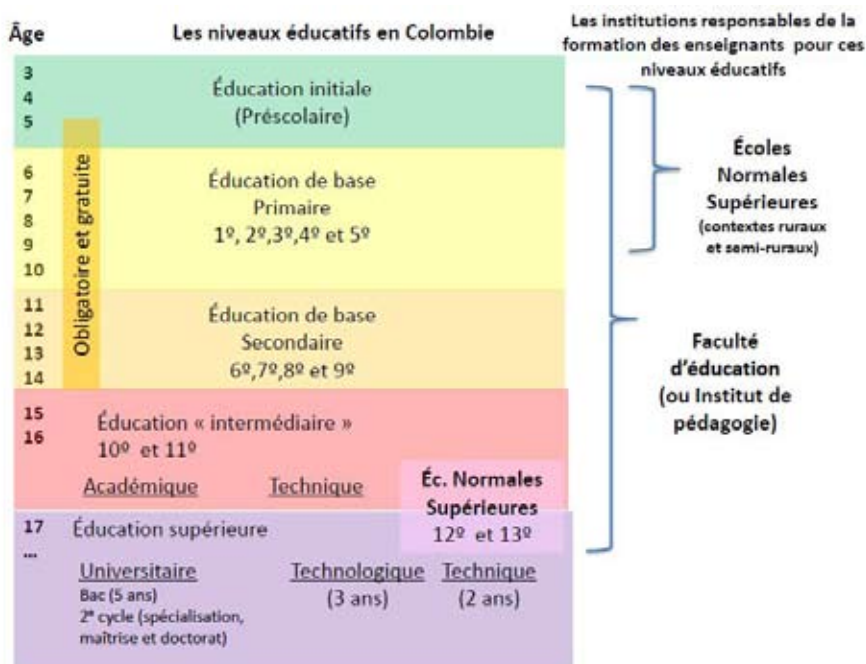 Âge
Les niveaux éducatifs en Colombie
Les institutions responsables de la
formation des enseignants pour ces
niveaux éducatifs
3
4
5
Éducation initiale
(Préscolaire)
Obligatoire et gratuite
6
7
8
9
10
Éducation de base
Primaire
1º, 2º,3º,4º et 5º
11
12
13
14
Éducation de base
Secondaire
6º,7º,8º et 9º
15
16
Éducation « intermédiaire »
10º et 11º
Académique
Technique
Éc. Normales
Supérieures
12º et 13º
17
...
Éducation supérieure
Universitaire
Bac (5 ans)
2º cycle (spécialisation,
maîtrise et doctorat)
Technologique
(3 ans)
Technique
(2 ans)
Écoles
Normales
Supérieures
(contextes ruraux
et semi-ruraux)
Faculté
d'éducation
(ou Institut de
pédagogie)